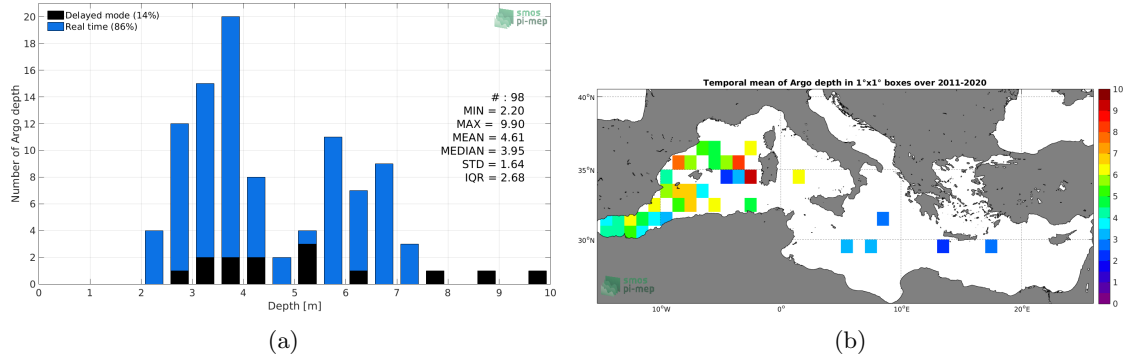 Delayed mode (14%)
Real time (86%)
smos
pi-mep
20
18
16
14
12
10
8
6
4
2
0
Number of Argo depth
# : 98
MIN = 2.20
MAX = 9.90
MEAN = 4.61
MEDIAN = 3.95
STD = 1.64
IQR = 2.68
0 1 2 3 4 5 6 7 8 9 10
Depth [m]
(a)
Temporal mean of Argo depth in 1°x1° boxes over 2011-2020
40°N
35°N
30°N
10°W 0° 10°E 20°E
10
9
8
7
6
5
4
3
2
1
0
smos
pi-mep
(b)